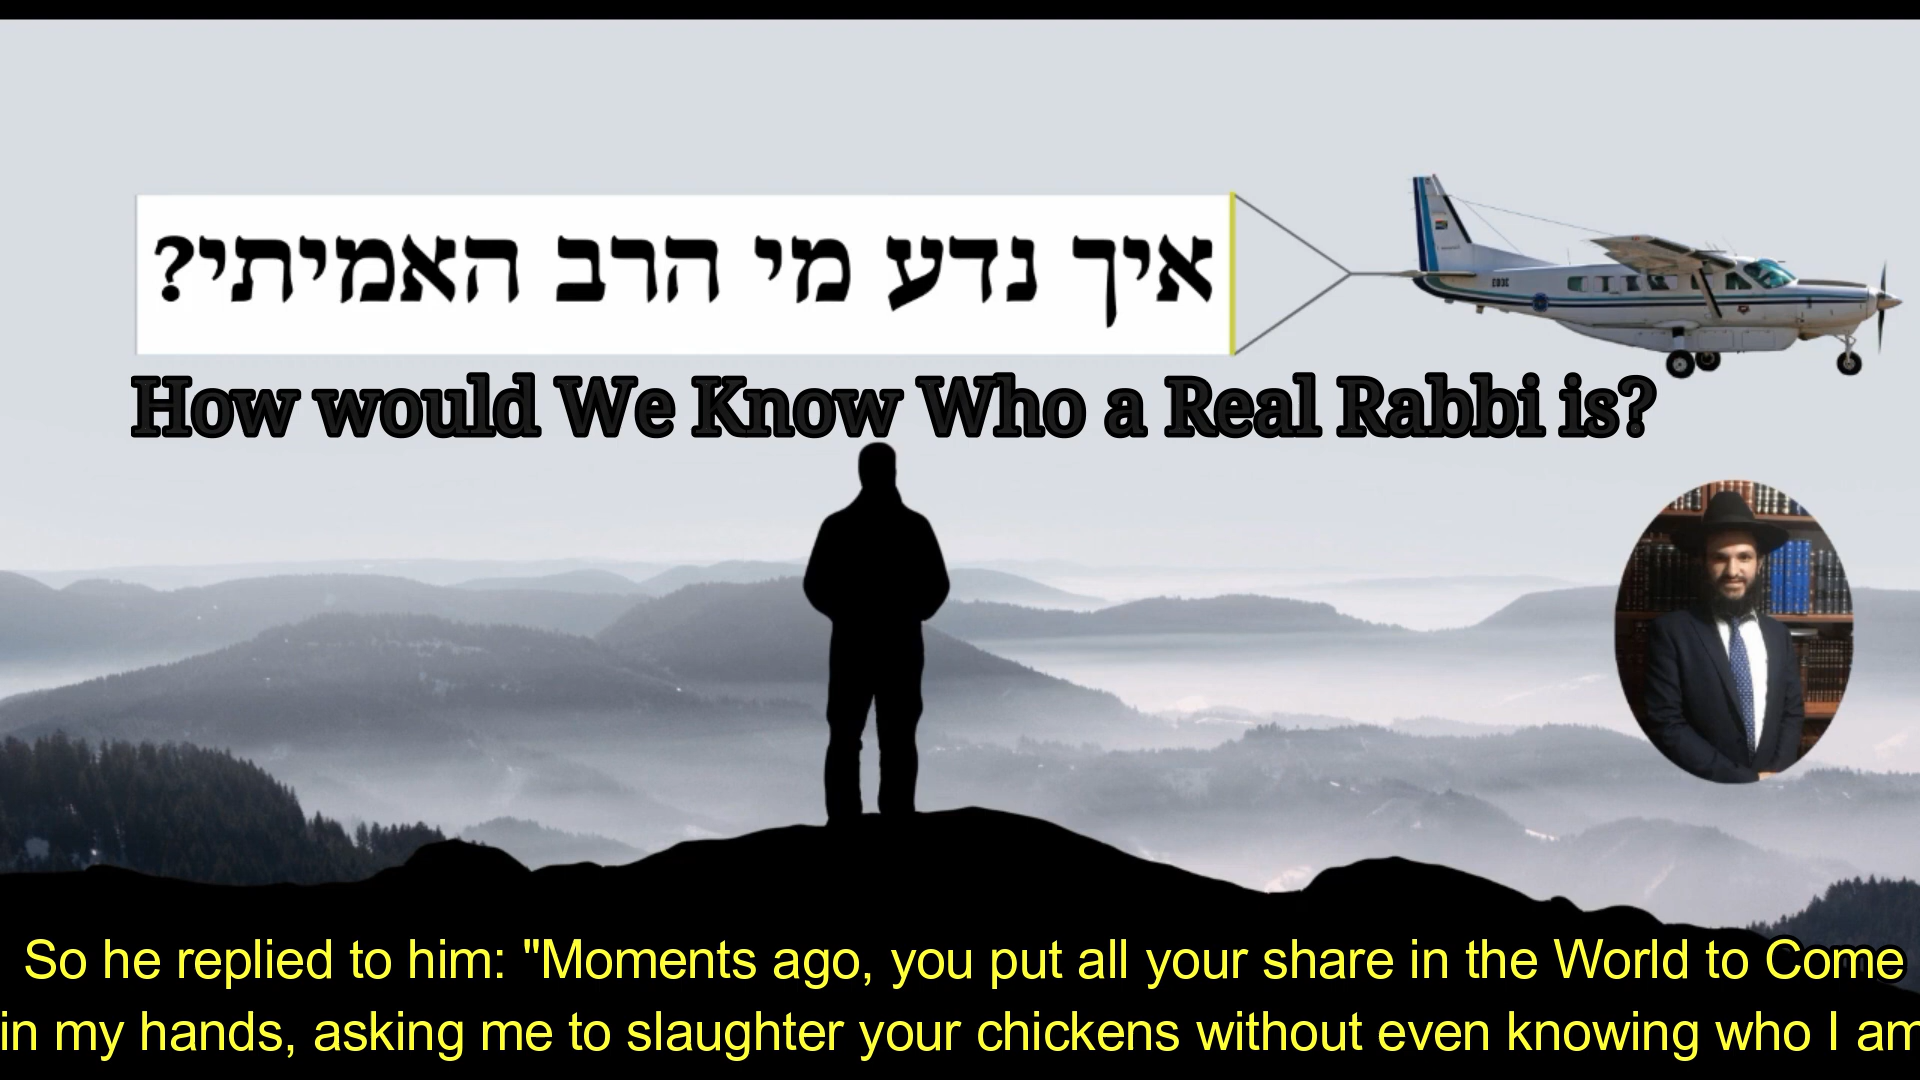 איך נדע מי הרב האמיתי?
How would We Know Who a Real Rabbi is?
So he replied to him: "Moments ago, you put all your share in the World to Come
in my hands, asking me to slaughter your chickens without even knowing who I am